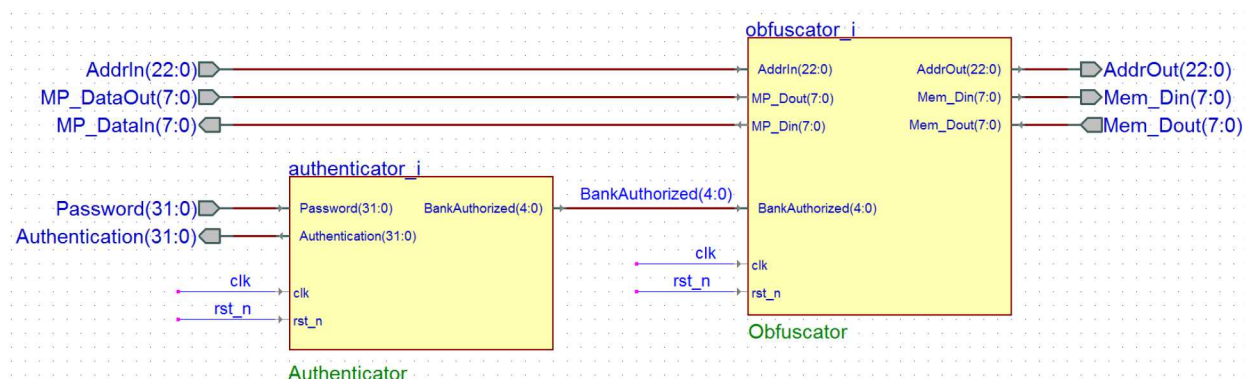 obfuscator_i
AddrIn(22:0) AddrIn(22:0) AddrOut(22:0) AddrOut(22:0)
MP_DataOut(7:0) MP_Dout(7:0) Mem_Din(7:0) Mem_Din(7:0)
MP_DataIn(7:0) MP_Din(7:0) Mem_Dout(7:0) Mem_Dout(7:0)
authenticator_i
BankAuthorized(4:0)
Password(31:0) Password(31:0) BankAuthorized(4:0) BankAuthorized(4:0)
Authentication(31:0) Authentication(31:0)
clk clk
rst_n rst_n
clk clk
rst_n rst_n
Obfuscator
Authenticator